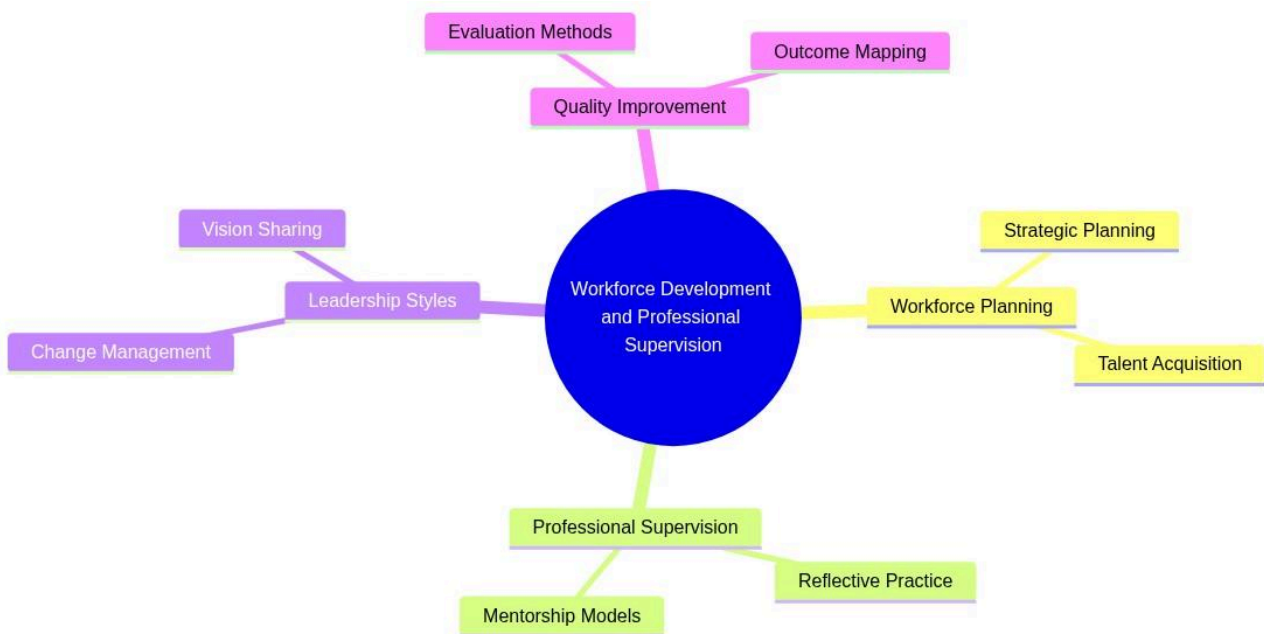 Evaluation Methods
Outcome Mapping
Quality Improvement
Vision Sharing
Leadership Styles
Change Management
Workforce Development
and Professional
Supervision
Strategic Planning
Workforce Planning
Talent Acquisition
Professional Supervision
Reflective Practice
Mentorship Models